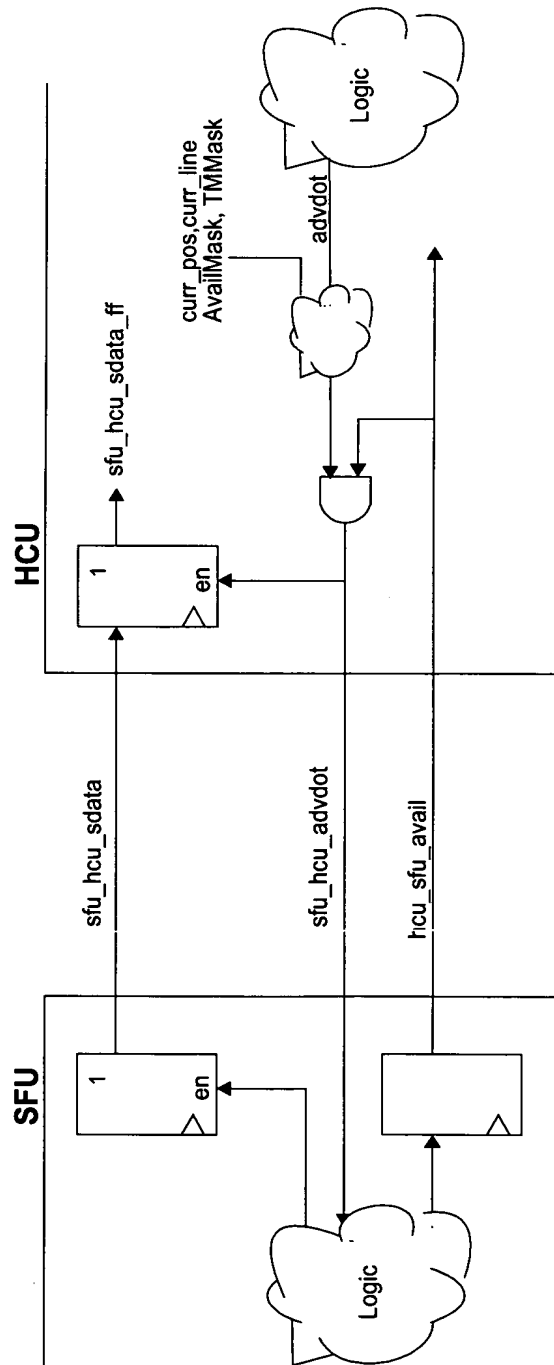 SFU
HCU
1
en
sfu_hcu_sdata
1
en
sfu_hcu_sdata_ff
curr_pos,curr_line
AvailMask, TMMask
sfu_hcu_advdot
advdot
Logic
Logic
hcu_sfu_avail